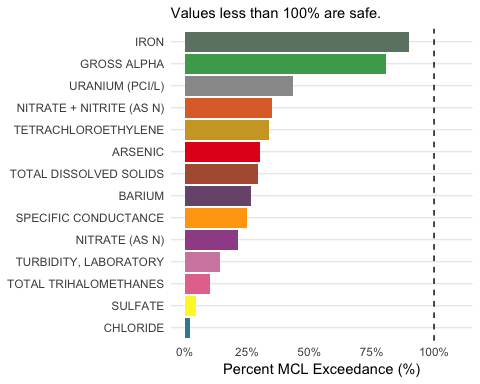 Values less than 100% are safe.
IRON
GROSS ALPHA
URANIUM (PCI/L)
NITRATE + NITRITE (AS N)
TETRACHLOROETHYLENE
ARSENIC
TOTAL DISSOLVED SOLIDS
BARIUM
SPECIFIC CONDUCTANCE
NITRATE (AS N)
TURBIDITY, LABORATORY
TOTAL TRIHALOMETHANES
SULFATE
CHLORIDE
0% 25% 50% 75% 100%
Percent MCL Exceedance (%)